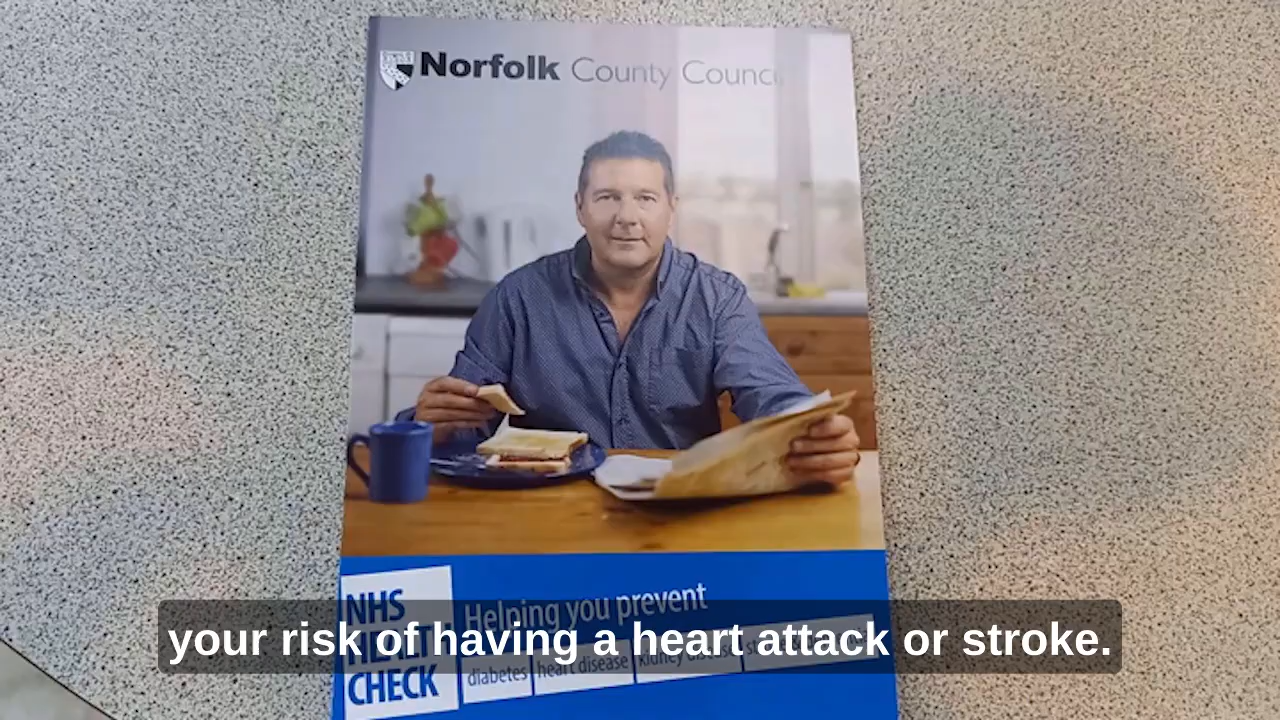 Norfolk County Council
NHS
HEALTH
CHECK
Helping you prevent
diabetes heart disease kidney disease
your risk of having a heart attack or stroke.